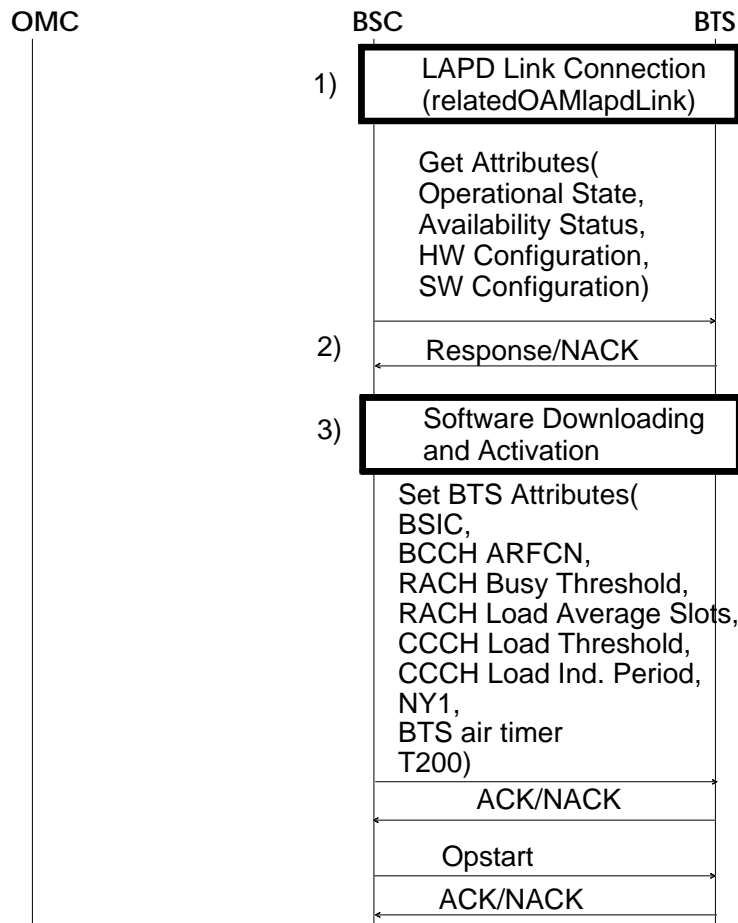 OMC BSC BTS
1)
LAPD Link Connection
(relatedOAMlapdLink)
Get Attributes(
Operational State,
Availability Status,
HW Configuration,
SW Configuration)
2)
Response/NACK
3)
Software Downloading
and Activation
Set BTS Attributes(
BSIC,
BCCH ARFCN,
RACH Busy Threshold,
RACH Load Average Slots,
CCCH Load Threshold,
CCCH Load Ind. Period,
NY1,
BTS air timer
T200)
ACK/NACK
Opstart
ACK/NACK